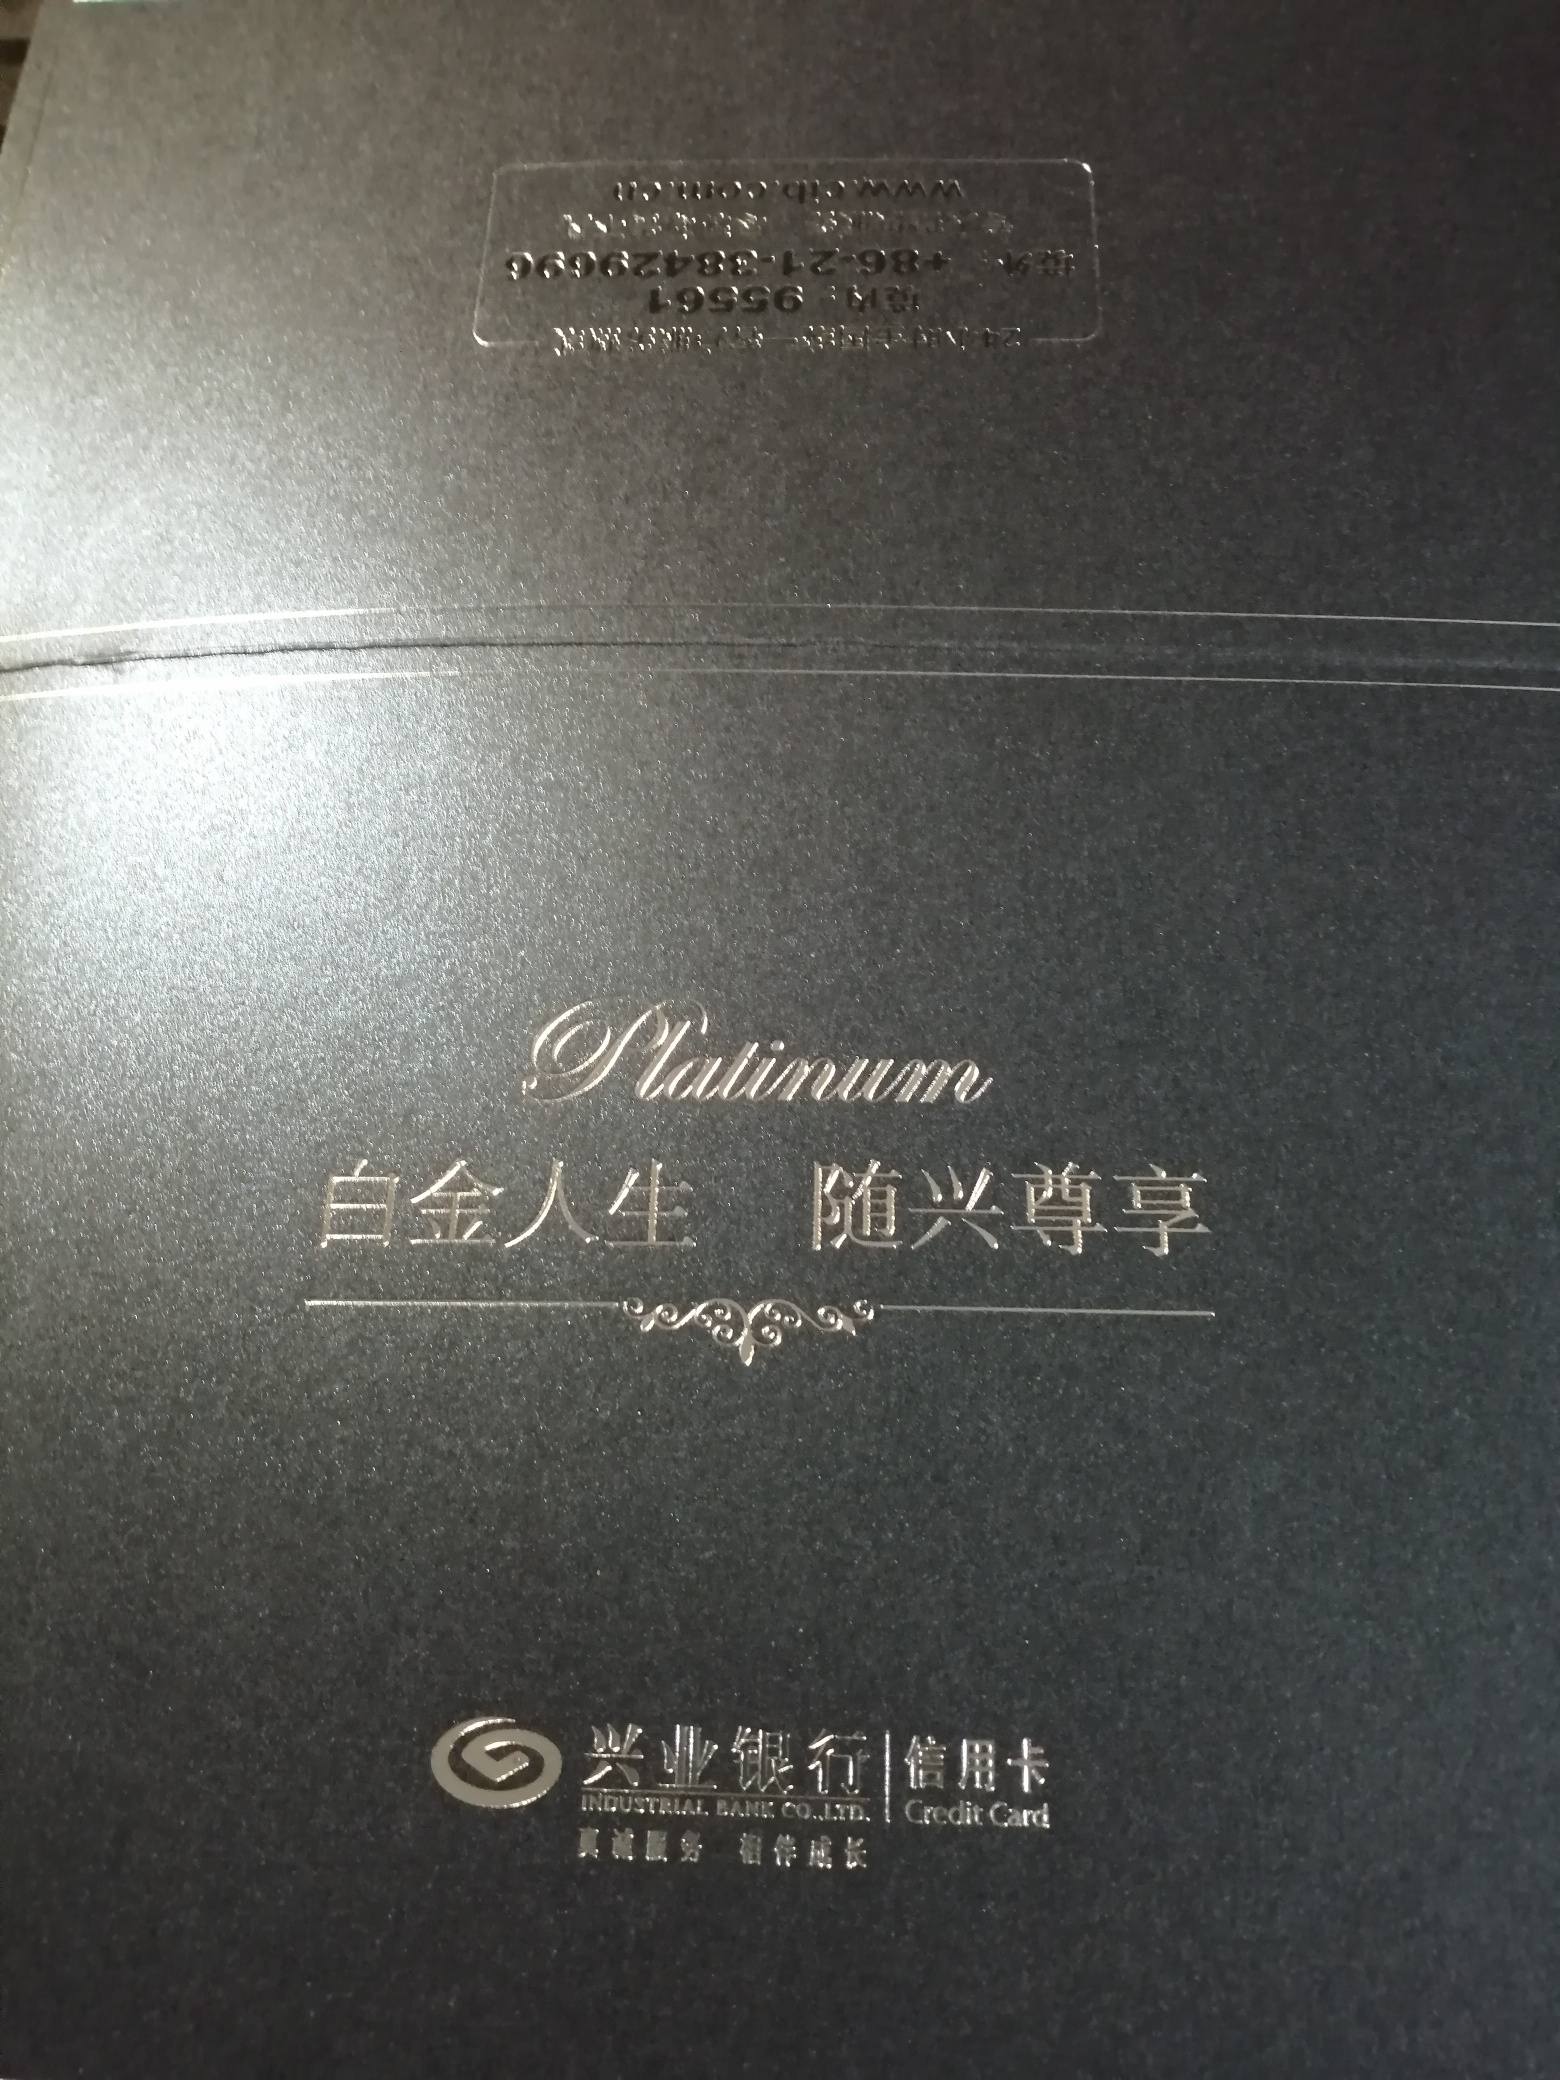 Platinum
白金人生 随兴尊享
兴业银行 信用卡
INDUSTRIAL BANK CO.,LTD. Credit Card
真诚服务 相伴成长
境内：95561
境外：+86-21-38429696
www.cib.com.cn